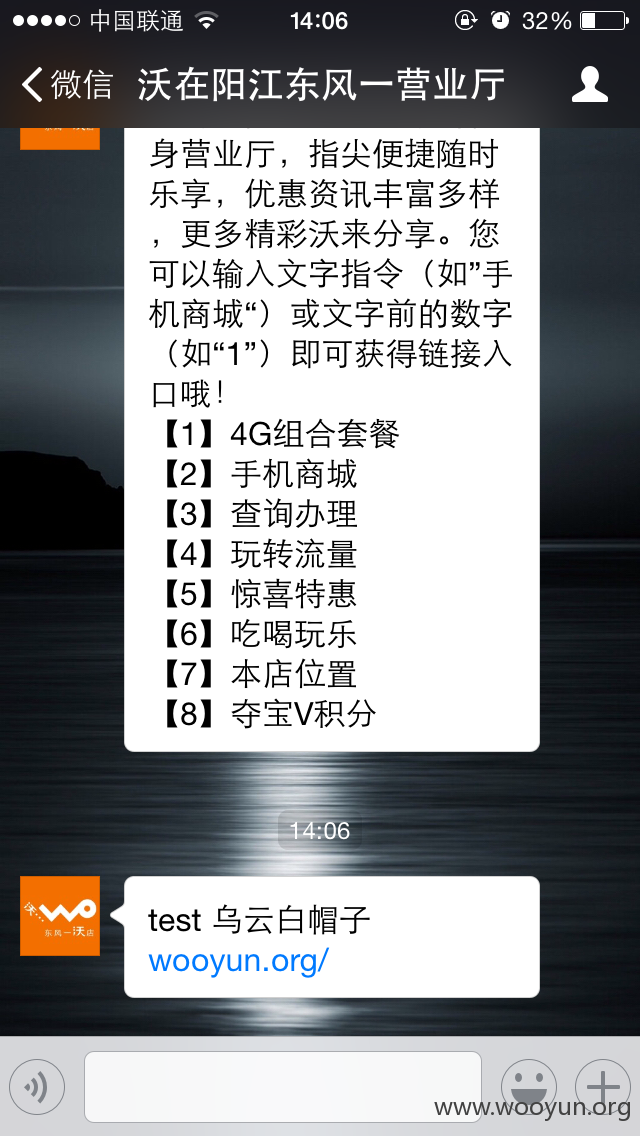 中国联通 14:06 32%
微信 沃在阳江东风一营业厅
身营业厅，指尖便捷随时
乐享，优惠资讯丰富多样
，更多精彩沃来分享。您
可以输入文字指令（如”手
机商城“）或文字前的数字
（如“1”）即可获得链接入
口哦！
【1】4G组合套餐
【2】手机商城
【3】查询办理
【4】玩转流量
【5】惊喜特惠
【6】吃喝玩乐
【7】本店位置
【8】夺宝V积分
14:06
沃...wo
东风一沃店
test 乌云白帽子
wooyun.org/
www.wooyun.org